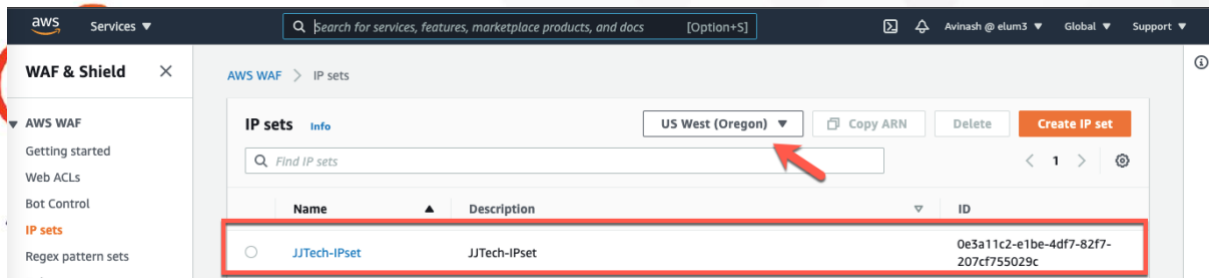 aws Services ▼ Search for services, features, marketplace products, and docs [Option+S] Avinash @ elum3 ▼ Global ▼ Support ▼
WAF & Shield
AWS WAF > IP sets
AWS WAF
Getting started
Web ACLs
Bot Control
IP sets
Regex pattern sets
IP sets Info US West (Oregon) ▼ Copy ARN Delete Create IP set
Find IP sets < 1 >
Name ▲ Description ▽ ID
JJTech-IPset JJTech-IPset 0e3a11c2-e1be-4df7-82f7-
207cf755029c